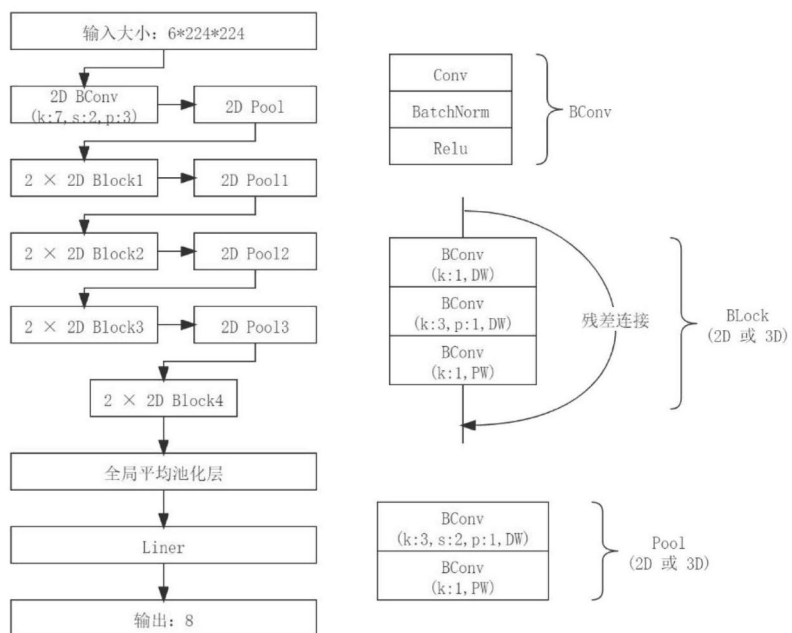 输入大小: 6*224*224
2D BConv
(k:7,s:2,p:3)
2D Pool
2 × 2D Block1
2D Pool1
2 × 2D Block2
2D Pool2
2 × 2D Block3
2D Pool3
2 × 2D Block4
全局平均池化层
Liner
输出: 8
Conv
BatchNorm
Relu
BConv
BConv
(k:1,DW)
BConv
(k:3,p:1,DW)
BConv
(k:1,PW)
残差连接
BLock
(2D 或 3D)
BConv
(k:3,s:2,p:1,DW)
BConv
(k:1,PW)
Pool
(2D 或 3D)